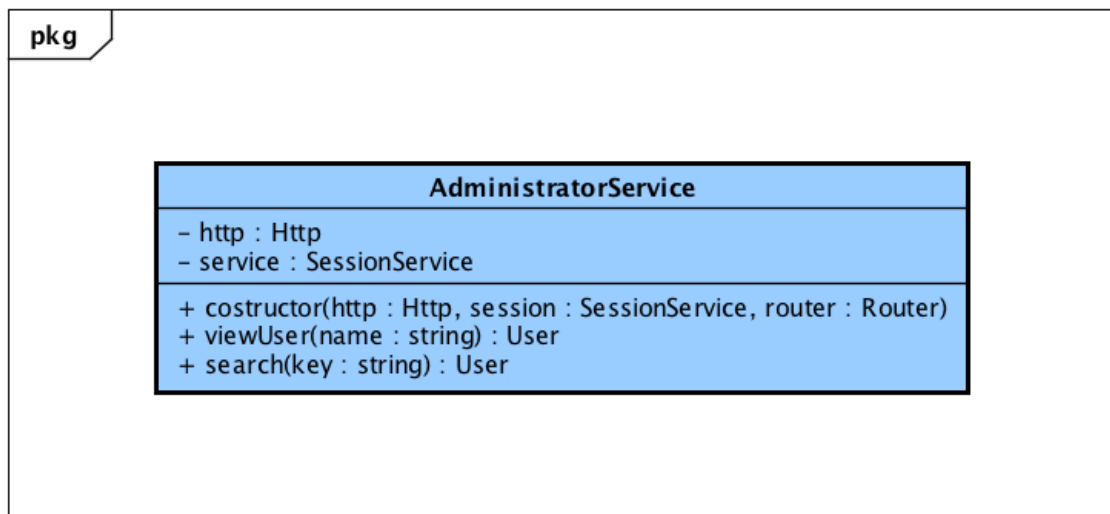 pkg
AdministratorService
– http : Http
– service : SessionService
+ costructor(http : Http, session : SessionService, router : Router)
+ viewUser(name : string) : User
+ search(key : string) : User